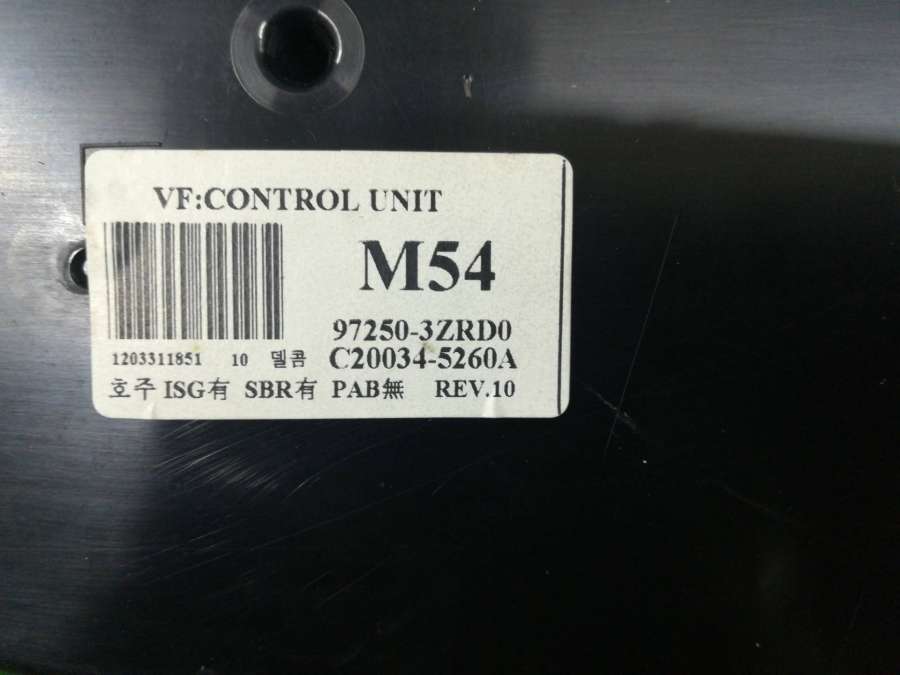 VF:CONTROL UNIT
M54
97250-3ZRD0
1203311851 10 델콤 C20034-5260A
호주 ISG有 SBR有 PAB無 REV.10